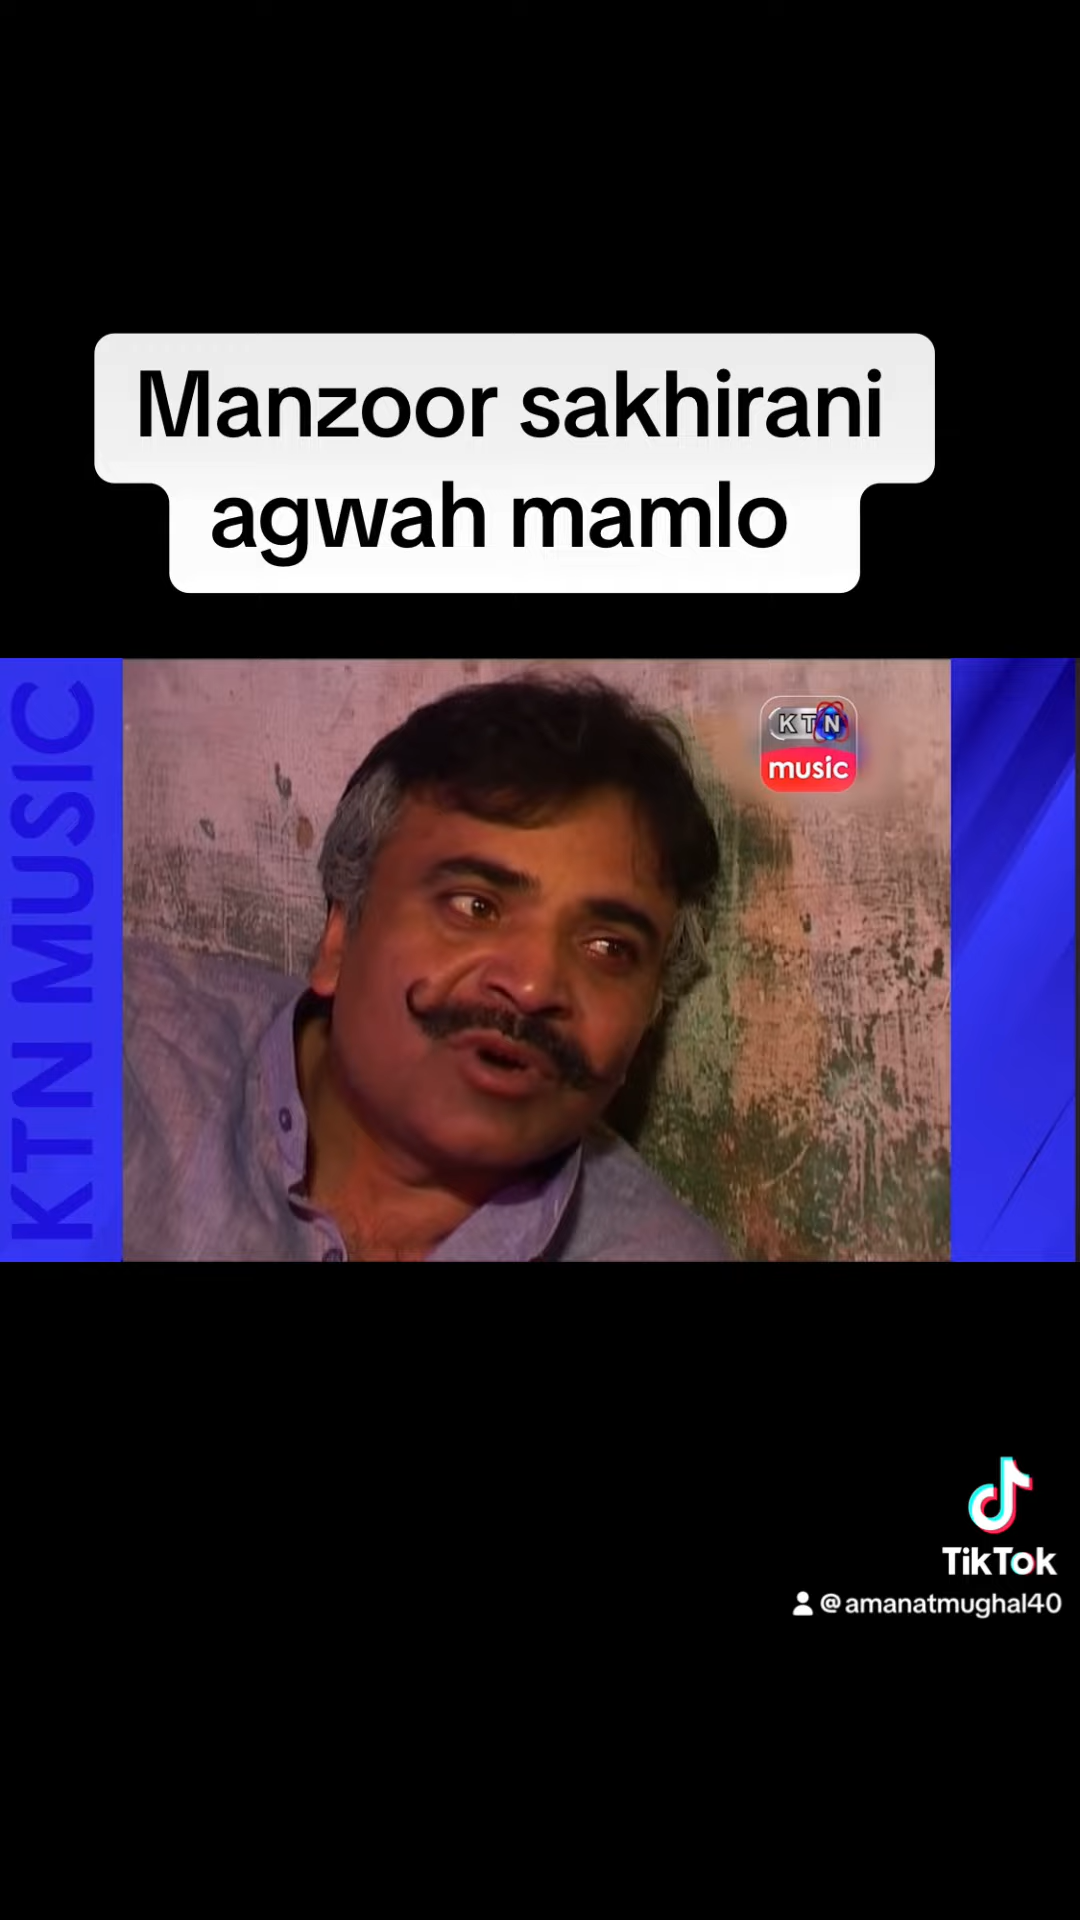 Manzoor sakhirani
agwah mamlo
KTN MUSIC
KTN
music
TikTok
@amanatmughal40